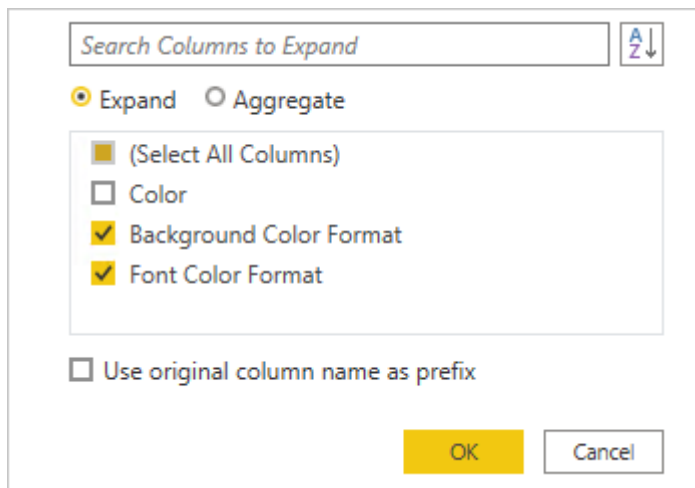 Search Columns to Expand
A
Z
Expand Aggregate
(Select All Columns)
Color
Background Color Format
Font Color Format
Use original column name as prefix
OK Cancel